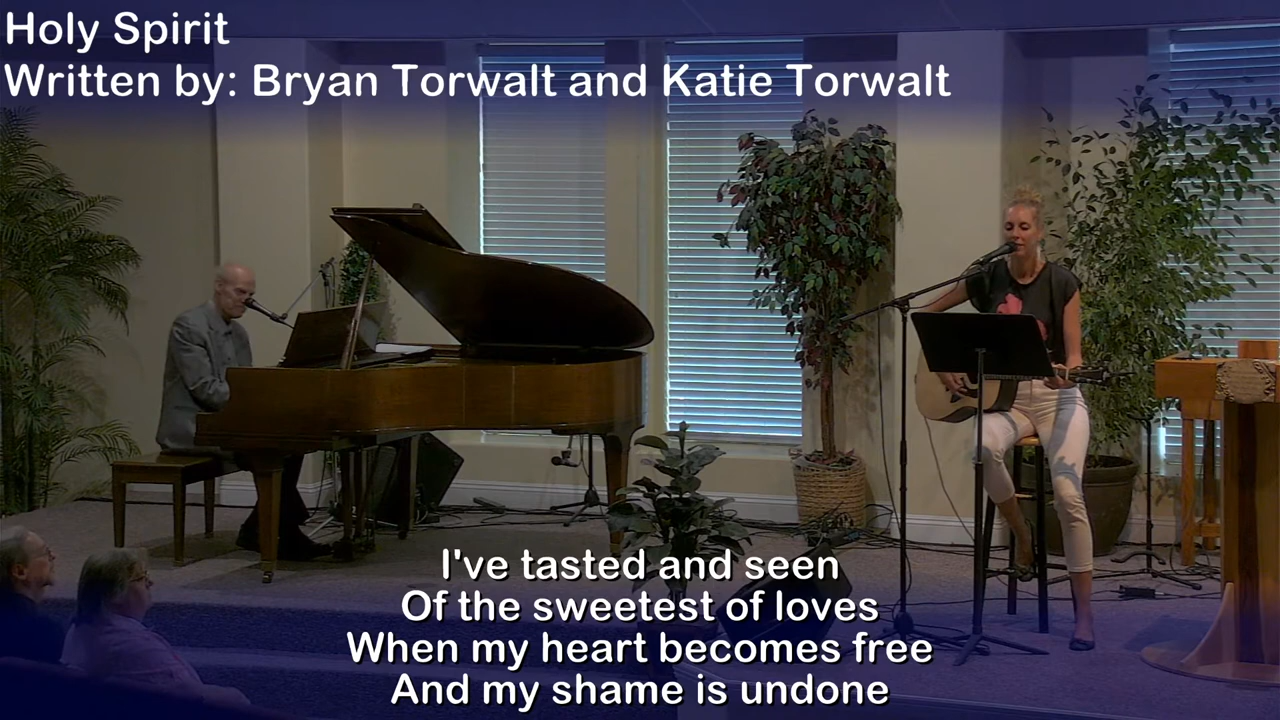 Holy Spirit
Written by: Bryan Torwalt and Katie Torwalt
I've tasted and seen
Of the sweetest of loves
When my heart becomes free
And my shame is undone